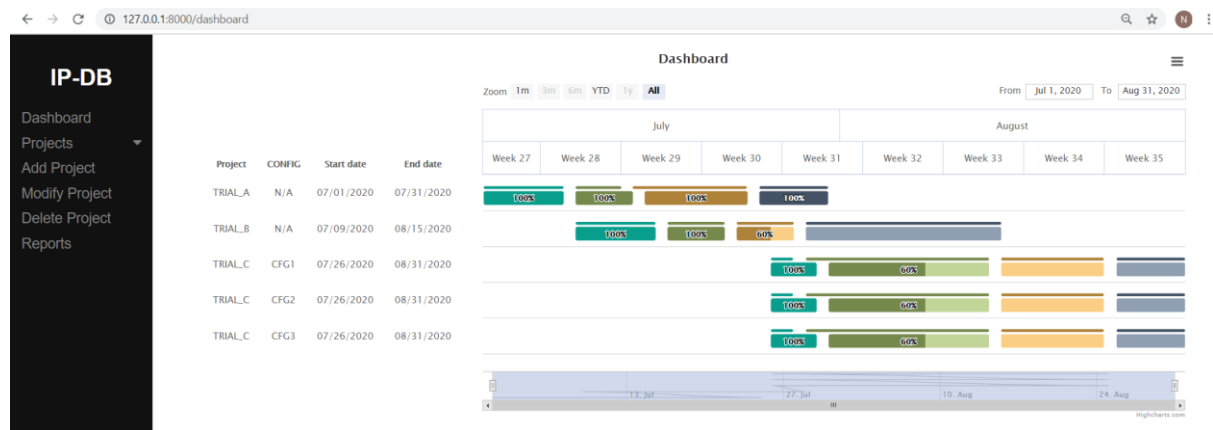 127.0.0.1:8000/dashboard
N
IP-DB
Dashboard
Projects
Add Project
Modify Project
Delete Project
Reports
Dashboard
Zoom 1m 3m 6m YTD 1y All
From Jul 1, 2020 To Aug 31, 2020
July August
Project CONFIG Start date End date Week 27 Week 28 Week 29 Week 30 Week 31 Week 32 Week 33 Week 34 Week 35
TRIAL_A N/A 07/01/2020 07/31/2020 100% 100% 100% 100%
TRIAL_B N/A 07/09/2020 08/15/2020 100% 100% 60%
TRIAL_C CFG1 07/26/2020 08/31/2020 100% 60%
TRIAL_C CFG2 07/26/2020 08/31/2020 100% 60%
TRIAL_C CFG3 07/26/2020 08/31/2020 100% 60%
13. Jul 27. Jul 10. Aug 24. Aug
Highcharts.com